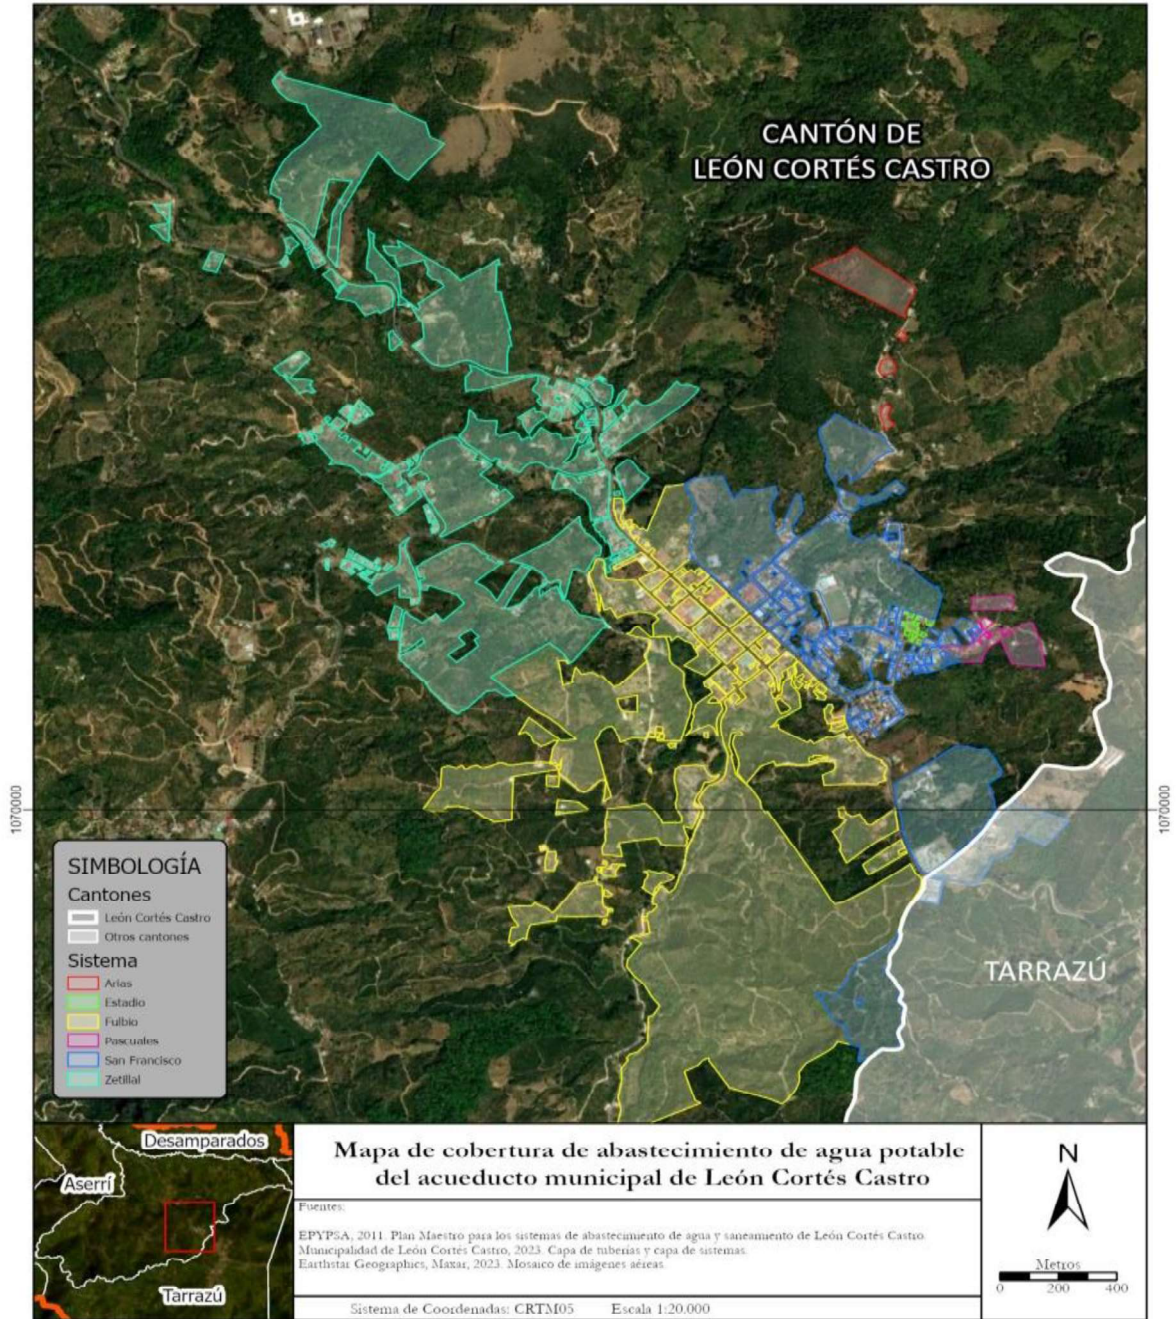 CANTÓN DE
LEÓN CORTÉS CASTRO
1070000
1070000
SIMBOLOGÍA
Cantones
León Cortés Castro
Otros cantones
Sistema
Arias
Estadio
Fulbio
Pascuales
San Francisco
Zetillal
TARRAZÚ
Desamparados
Aserrí
Tarrazú
Mapa de cobertura de abastecimiento de agua potable
del acueducto municipal de León Cortés Castro
Fuentes:
EPYPSA, 2011. Plan Maestro para los sistemas de abastecimiento de agua y saneamiento de León Cortés Castro.
Municipalidad de León Cortés Castro, 2023. Capa de tuberías y capa de sistemas.
Earthstar Geographics, Maxar, 2023. Mosaico de imágenes aéreas.
Sistema de Coordenadas: CRTM05 Escala 1:20.000
N
Metros
0 200 400